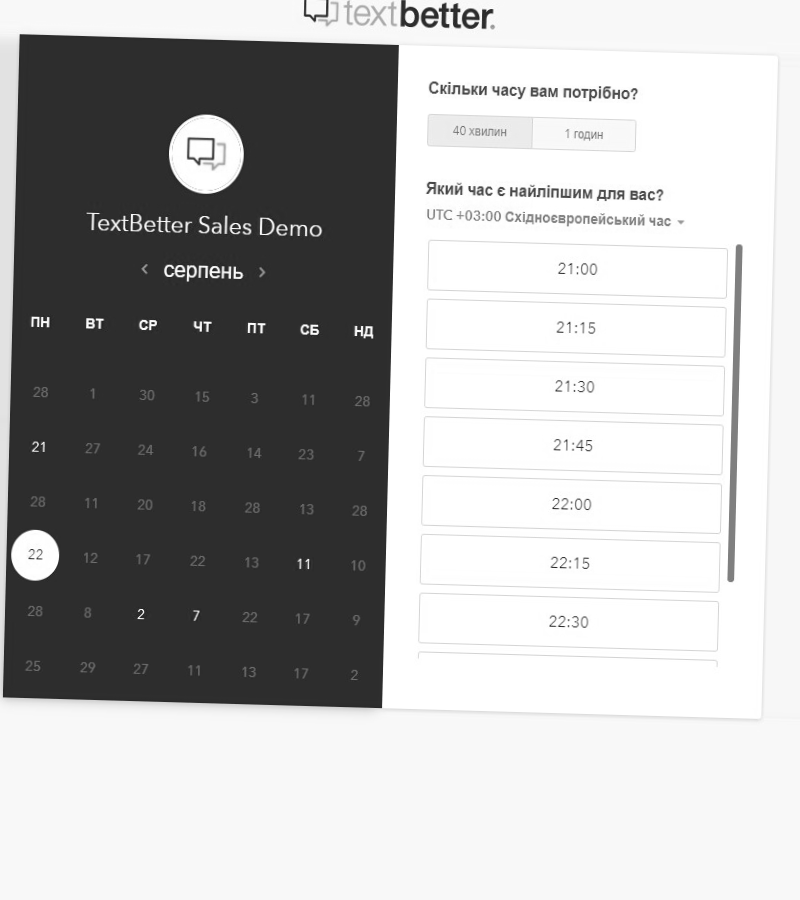 textbetter.
TextBetter Sales Demo
серпень
ПН ВТ СР ЧТ ПТ СБ НД
28 1 30 15 3 11 28
21 27 24 16 14 23 7
28 11 20 18 28 13 28
22 12 17 22 13 11 10
28 8 2 7 22 17 9
25 29 27 11 13 17 2
Скільки часу вам потрібно?
40 хвилин 1 годин
Який час є найліпшим для вас?
UTC +03:00 Східноєвропейський час
21:00
21:15
21:30
21:45
22:00
22:15
22:30